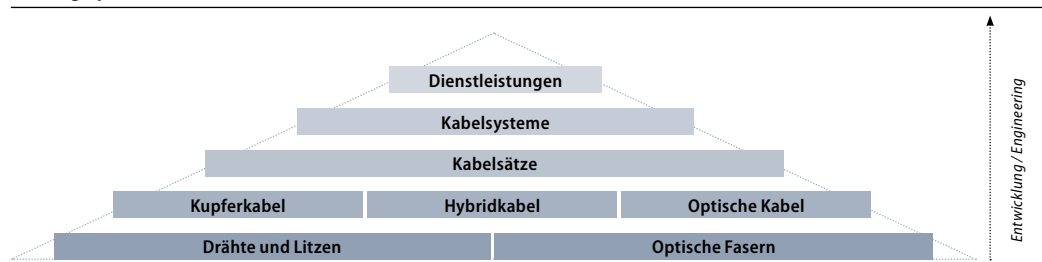 Dienstleistungen
Kabelsysteme
Kabelsätze
Kupferkabel Hybridkabel Optische Kabel
Drähte und Litzen Optische Fasern
Entwicklung / Engineering